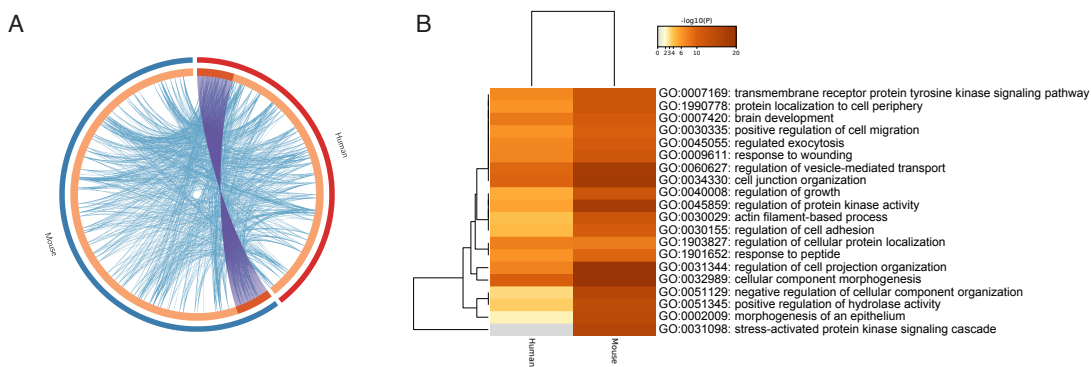 A
Human
Mouse
B
-log10(P)
0 2 3 4 6 10 20
GO:0007169: transmembrane receptor protein tyrosine kinase signaling pathway
GO:1990778: protein localization to cell periphery
GO:0007420: brain development
GO:0030335: positive regulation of cell migration
GO:0045055: regulated exocytosis
GO:0009611: response to wounding
GO:0060627: regulation of vesicle-mediated transport
GO:0034330: cell junction organization
GO:0040008: regulation of growth
GO:0045859: regulation of protein kinase activity
GO:0030029: actin filament-based process
GO:0030155: regulation of cell adhesion
GO:1903827: regulation of cellular protein localization
GO:1901652: response to peptide
GO:0031344: regulation of cell projection organization
GO:0032989: cellular component morphogenesis
GO:0051129: negative regulation of cellular component organization
GO:0051345: positive regulation of hydrolase activity
GO:0002009: morphogenesis of an epithelium
GO:0031098: stress-activated protein kinase signaling cascade
Human
Mouse